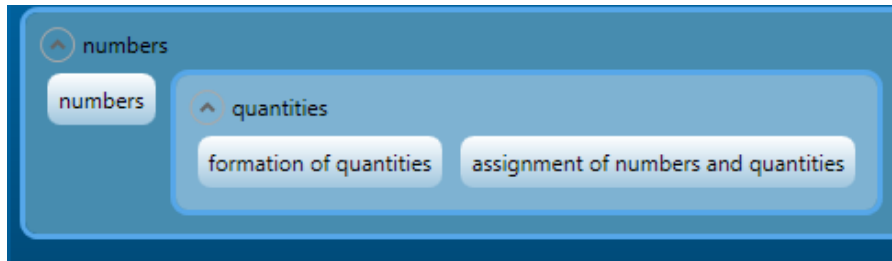 numbers
numbers
quantities
formation of quantities
assignment of numbers and quantities